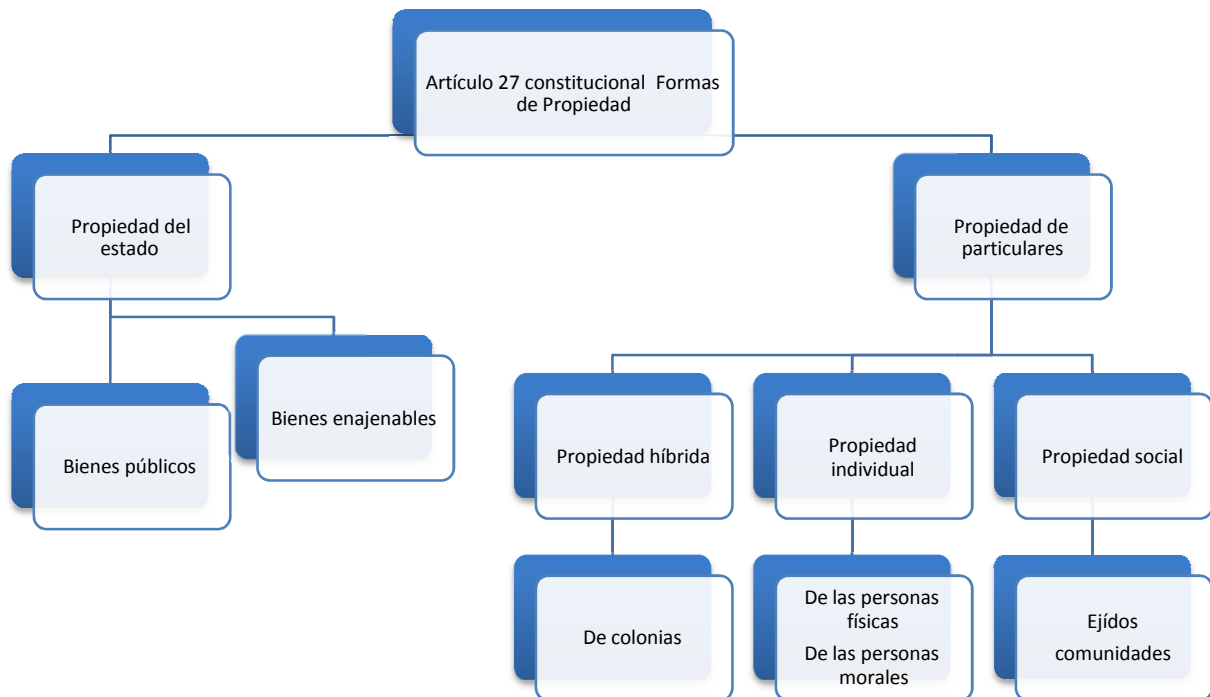 Artículo 27 constitucional Formas
de Propiedad
Propiedad del
estado
Propiedad de
particulares
Bienes enajenables
Bienes públicos
Propiedad híbrida
Propiedad
individual
Propiedad social
De colonias
De las personas
físicas
De las personas
morales
Ejídos
comunidades